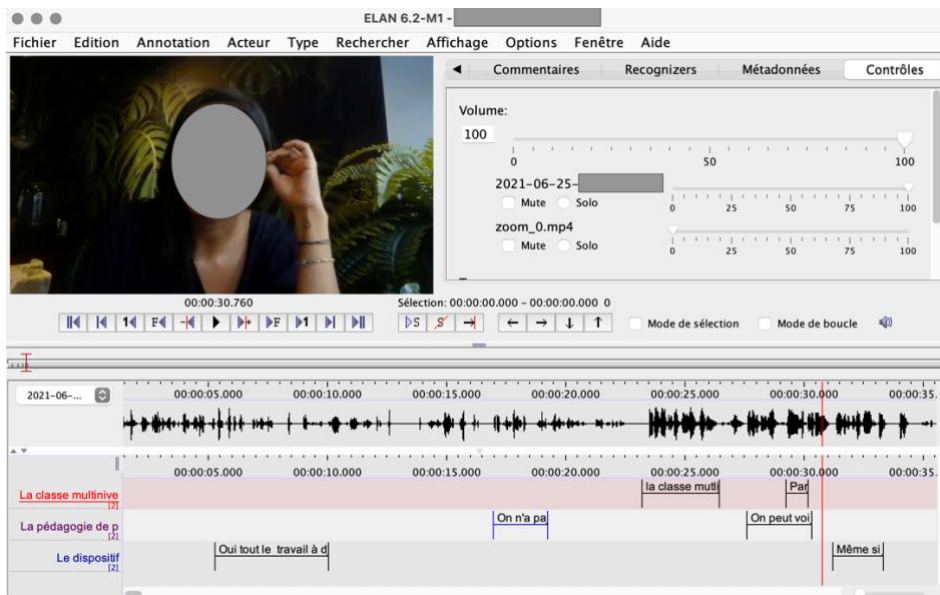 ELAN 6.2-M1 -
Fichier Edition Annotation Acteur Type Rechercher Affichage Options Fenêtre Aide
Commentaires Recognizers Métadonnées Contrôles
Volume:
100
0 50 100
2021-06-25-
Mute Solo
0 25 50 75 100
zoom_0.mp4
Mute Solo
0 25 50 75 100
00:00:30.760
Sélection: 00:00:00.000 - 00:00:00.000 0
1 F F 1 S S Mode de sélection Mode de boucle
2021-06-...
00:00:05.000 00:00:10.000 00:00:15.000 00:00:20.000 00:00:25.000 00:00:30.000 00:00:35.
00:00:05.000 00:00:10.000 00:00:15.000 00:00:20.000 00:00:25.000 00:00:30.000 00:00:35.
La classe multinive
[2]
la classe mutli Par
La pédagogie de p
[2]
On n'a pa On peut voi
Le dispositif
[2]
Oui tout le travail à d Même si